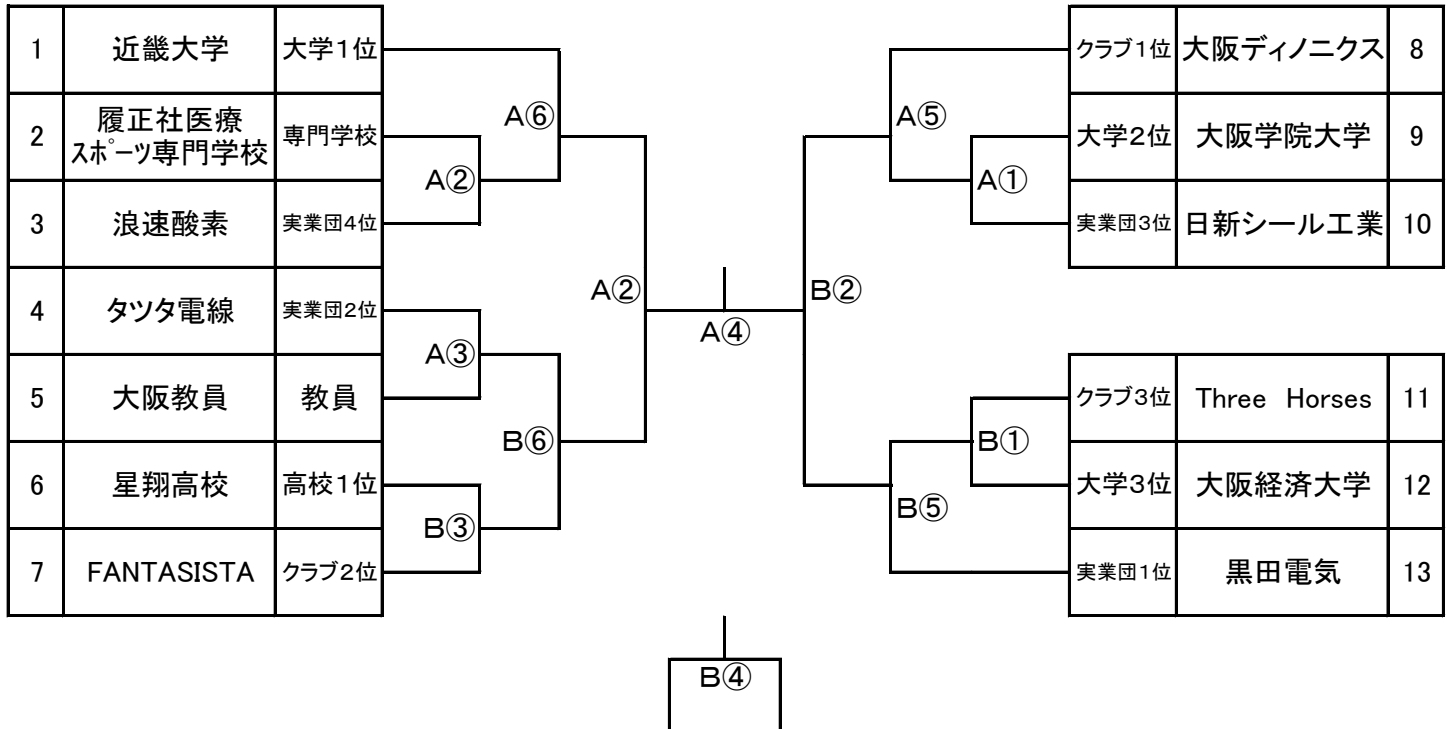 1 近畿大学 大学1位
2 履正社医療
スポーツ専門学校 専門学校
3 浪速酸素 実業団4位
4 タツタ電線 実業団2位
5 大阪教員 教員
6 星翔高校 高校1位
7 FANTASISTA クラブ2位
A⑥
A②
A③
B⑥
B③
A②
A④
B②
A⑤
A①
B①
B⑤
クラブ1位 大阪ディノニクス 8
大学2位 大阪学院大学 9
実業団3位 日新シール工業 10
クラブ3位 Three Horses 11
大学3位 大阪経済大学 12
実業団1位 黒田電気 13
B④